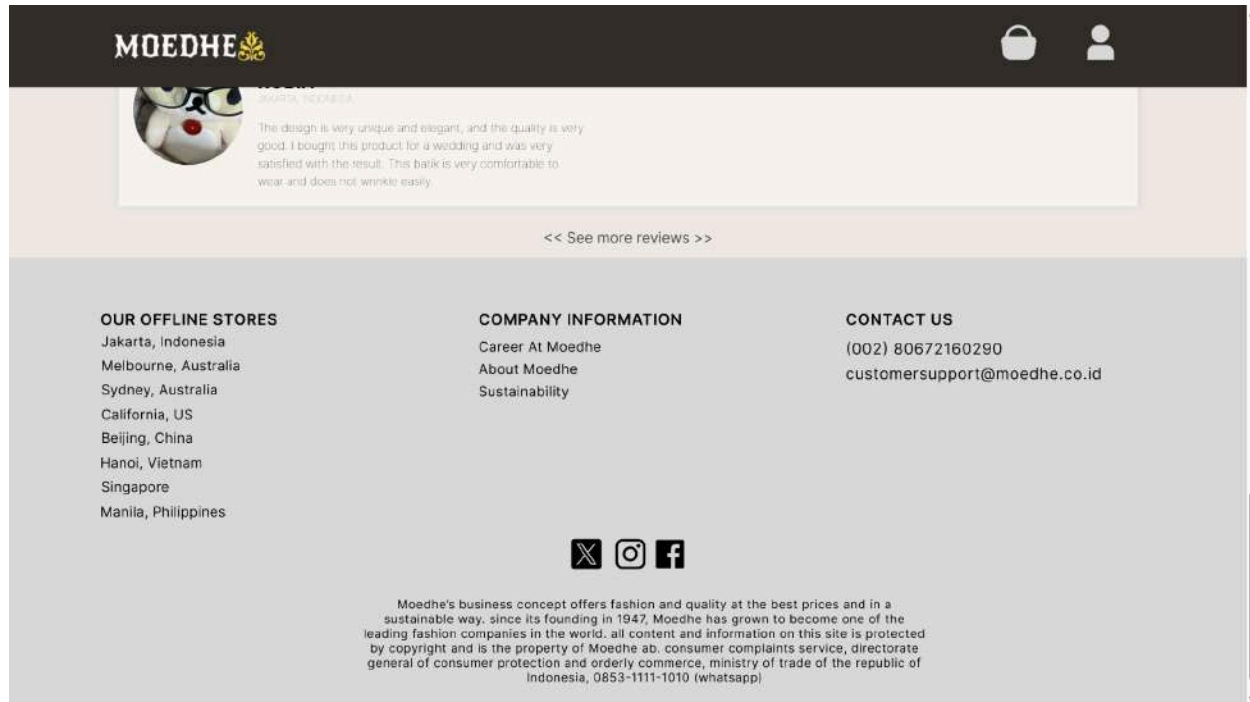 MOEDHE
JAKARTA, INDONESIA
The design is very unique and elegant, and the quality is very
good. I bought this product for a wedding and was very
satisfied with the result. This batik is very comfortable to
wear and does not wrinkle easily.
<< See more reviews >>
OUR OFFLINE STORES
Jakarta, Indonesia
Melbourne, Australia
Sydney, Australia
California, US
Beijing, China
Hanoi, Vietnam
Singapore
Manila, Philippines
COMPANY INFORMATION
Career At Moedhe
About Moedhe
Sustainability
CONTACT US
(002) 80672160290
customersupport@moedhe.co.id
Moedhe's business concept offers fashion and quality at the best prices and in a
sustainable way. since its founding in 1947, Moedhe has grown to become one of the
leading fashion companies in the world. all content and information on this site is protected
by copyright and is the property of Moedhe ab. consumer complaints service, directorate
general of consumer protection and orderly commerce, ministry of trade of the republic of
Indonesia, 0853-1111-1010 (whatsapp)